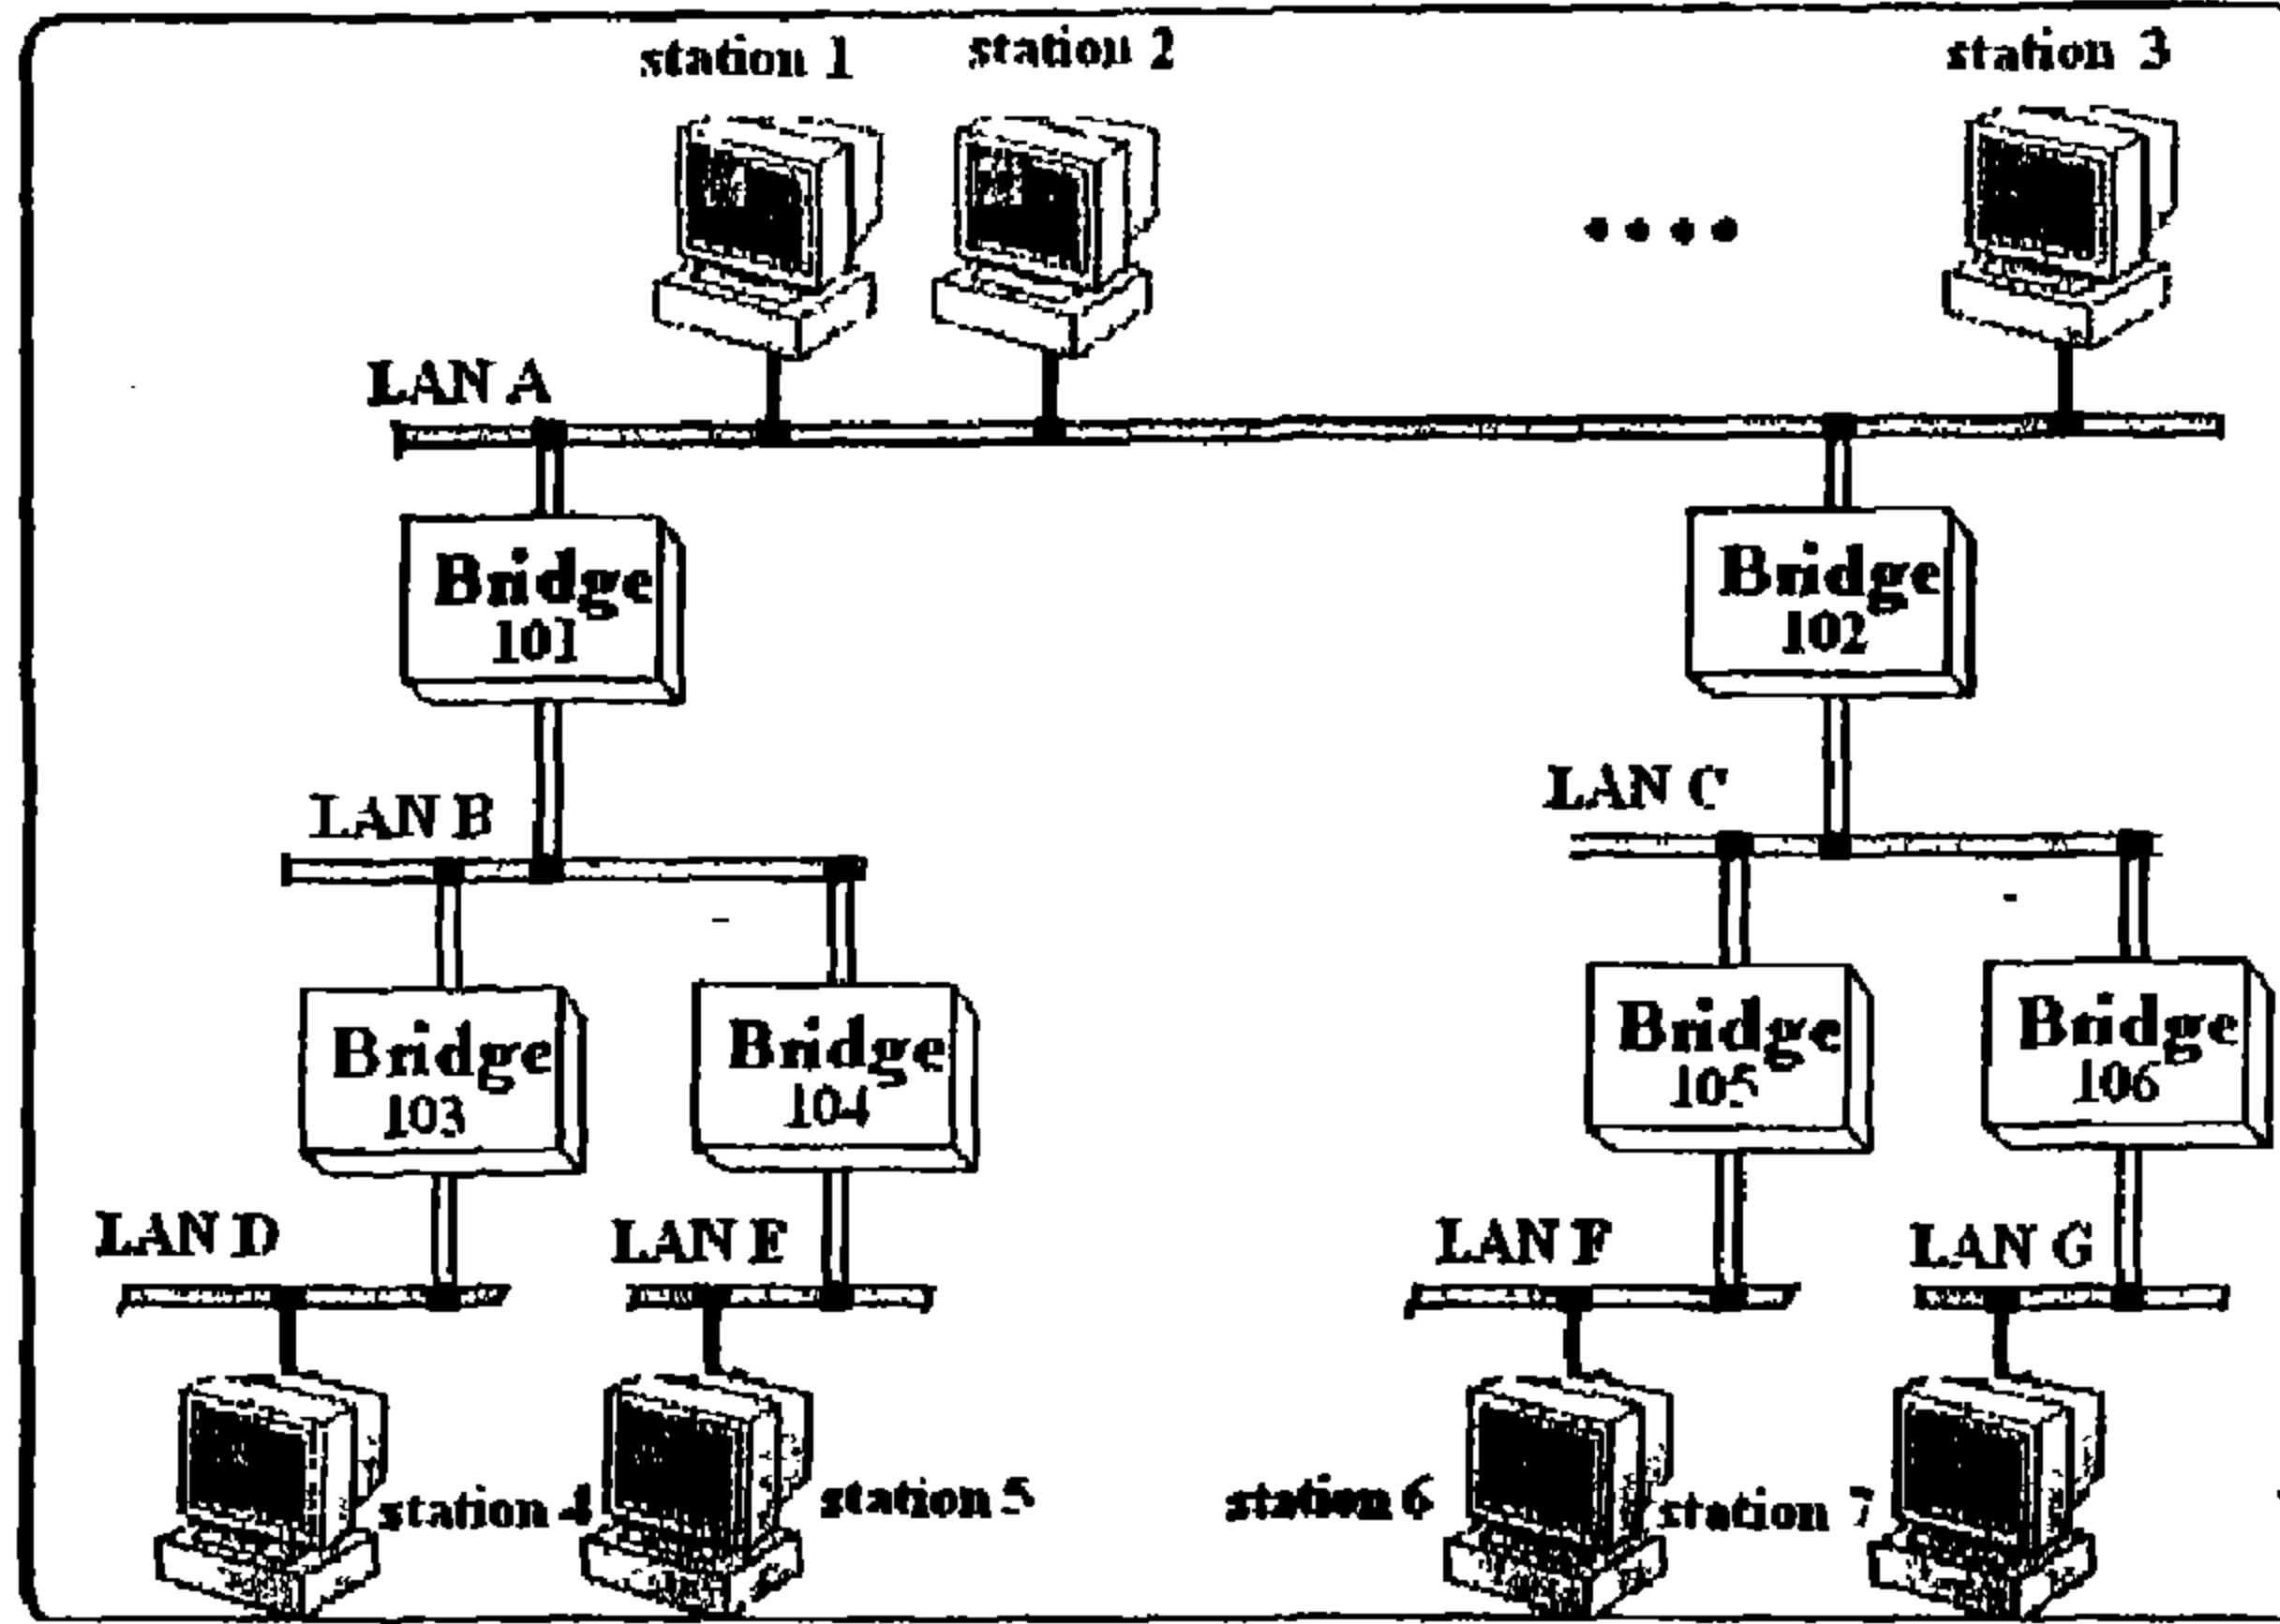 station 1
station 2
station 3
LAN A
Bridge
101
Bridge
102
LAN B
LAN C
Bridge
103
Bridge
104
Bridge
105
Bridge
106
LAN D
LAN E
LAN F
LAN G
station 4
station 5
station 6
station 7